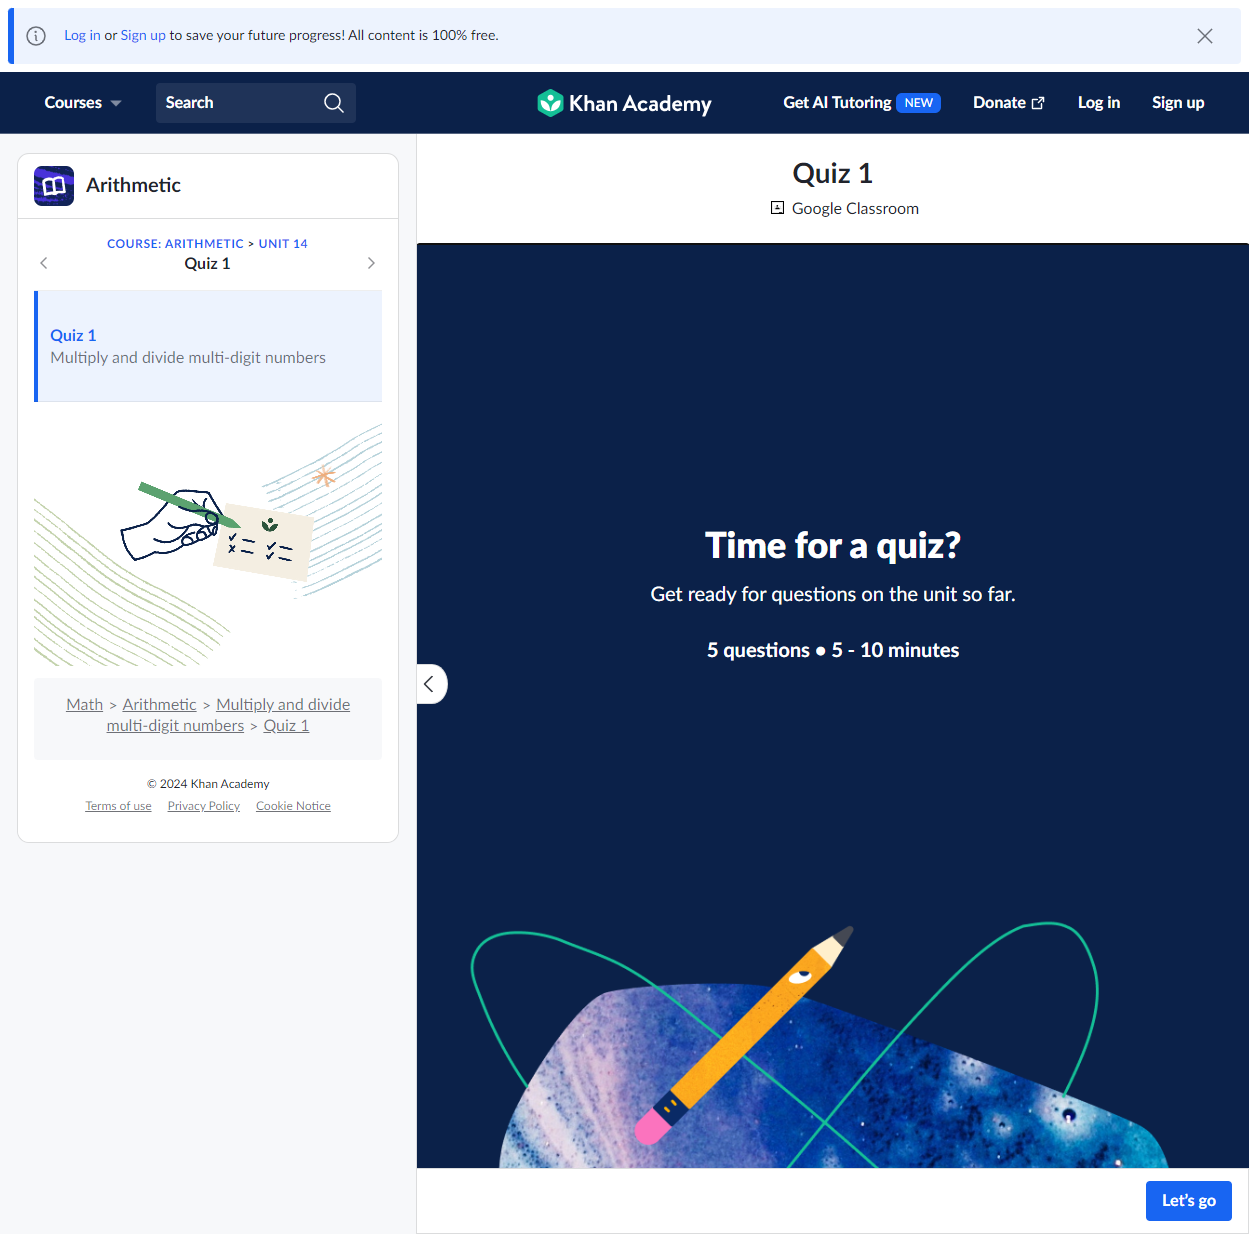 Log in or Sign up to save your future progress! All content is 100% free.
Courses
Search
Khan Academy
Get AI Tutoring NEW
Donate
Log in
Sign up
Arithmetic
COURSE: ARITHMETIC > UNIT 14
Quiz 1
Quiz 1
Multiply and divide multi-digit numbers
Math > Arithmetic > Multiply and divide
multi-digit numbers > Quiz 1
© 2024 Khan Academy
Terms of use Privacy Policy Cookie Notice
Quiz 1
Google Classroom
Time for a quiz?
Get ready for questions on the unit so far.
5 questions • 5 - 10 minutes
Let's go